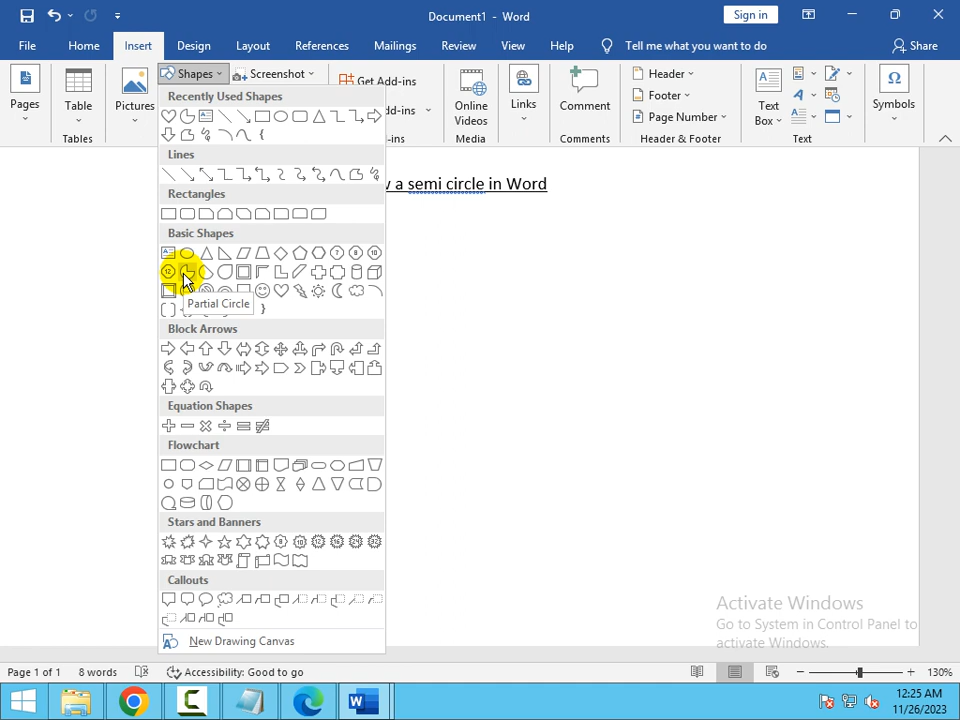 Document1 - Word
Sign in
File Home Insert Design Layout References Mailings Review View Help Tell me what you want to do Share
Pages
Table
Tables
Pictures
Shapes
Screenshot
Get Add-ins
dd-ins
-ins
Online Videos
Media
Links
Comment
Comments
Header
Footer
Page Number
Header & Footer
Text Box
Text
Symbols
Recently Used Shapes
Lines
a semi circle in Word
Rectangles
Basic Shapes
Partial Circle
Block Arrows
Equation Shapes
Flowchart
Stars and Banners
Callouts
New Drawing Canvas
Activate Windows
Go to System in Control Panel to
activate Windows.
Page 1 of 1 8 words Accessibility: Good to go 130%
12:25 AM
11/26/2023